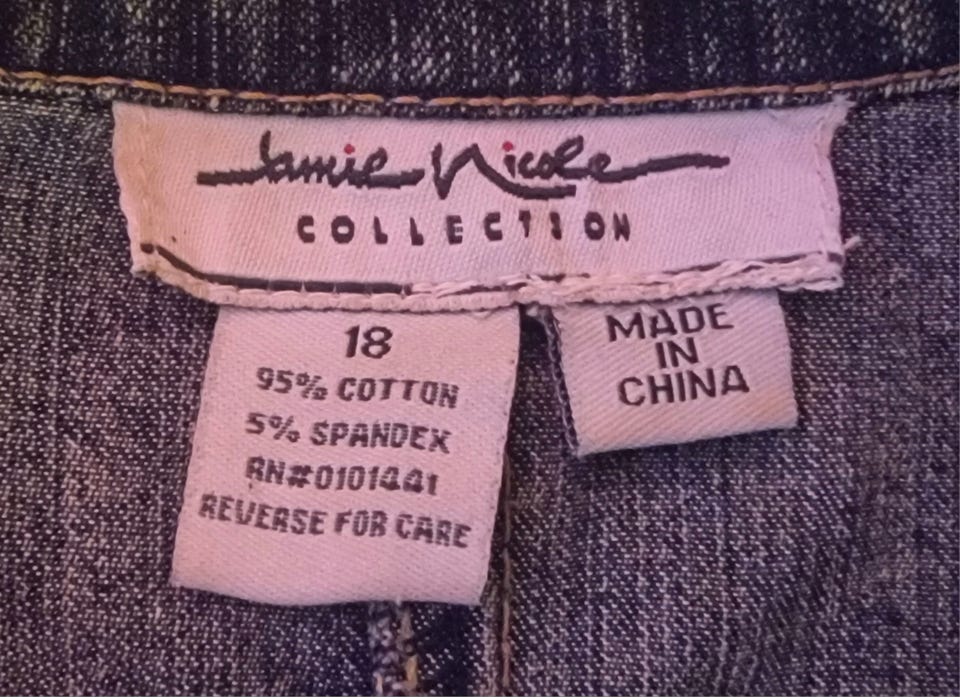 Jamie Nicole
COLLECTION
18
95% COTTON
5% SPANDEX
RN#0101441
REVERSE FOR CARE
MADE
IN
CHINA